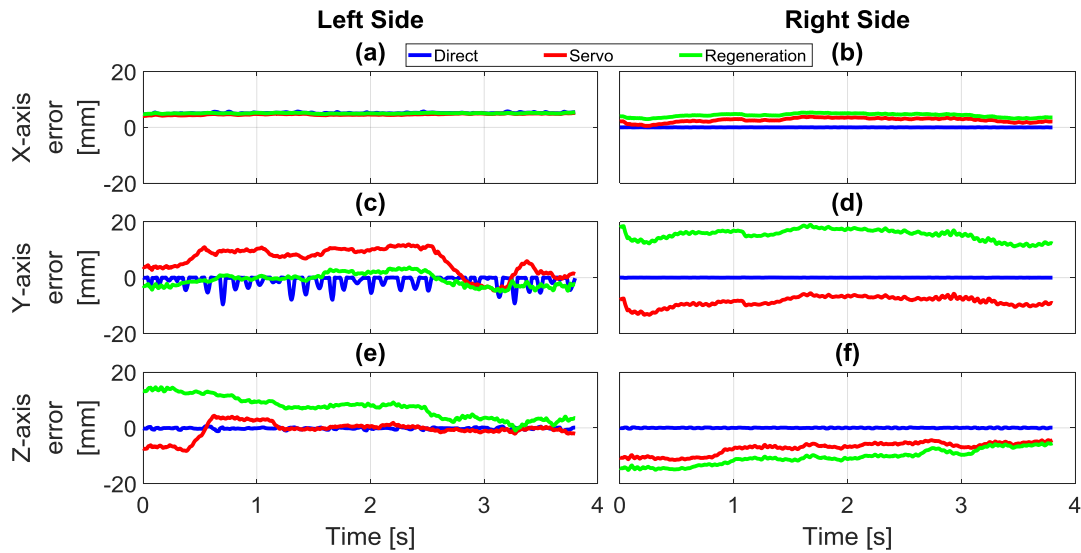 Left Side Right Side
(a) (b)
Direct Servo Regeneration
X-axis
error
[mm]
20
0
-20
(c) (d)
Y-axis
error
[mm]
20
0
-20
(e) (f)
Z-axis
error
[mm]
20
0
-20
0 1 2 3 4 0 1 2 3 4
Time [s] Time [s]